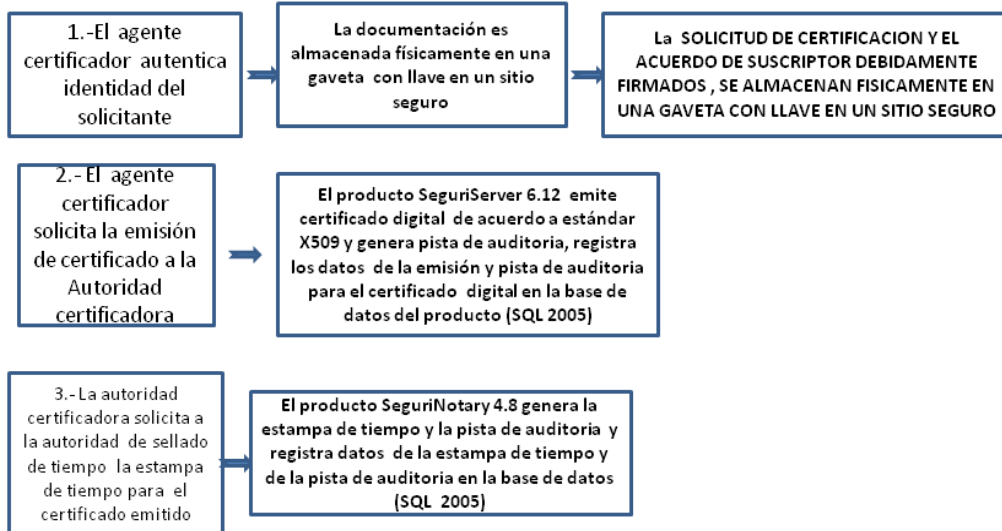 1.-El agente
certificador autentica
identidad del
solicitante
La documentación es
almacenada físicamente en una
gaveta con llave en un sitio
seguro
La SOLICITUD DE CERTIFICACION Y EL
ACUERDO DE SUSCRIPTOR DEBIDAMENTE
FIRMADOS , SE ALMACENAN FISICAMENTE EN
UNA GAVETA CON LLAVE EN UN SITIO SEGURO
2.- El agente
certificador
solicita la emisión
de certificado a la
Autoridad
certificadora
El producto SeguriServer 6.12 emite
certificado digital de acuerdo a estándar
X509 y genera pista de auditoria, registra
los datos de la emisión y pista de auditoria
para el certificado digital en la base de
datos del producto (SQL 2005)
3.- La autoridad
certificadora solicita a
la autoridad de sellado
de tiempo la estampa
de tiempo para el
certificado emitido
El producto SeguriNotary 4.8 genera la
estampa de tiempo y la pista de auditoria y
registra datos de la estampa de tiempo y
de la pista de auditoria en la base de datos
(SQL 2005)